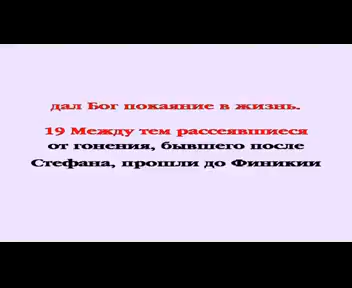 дал Бог покаяние в жизнь.
19 Между тем рассеявшиеся
от гонения, бывшего после
Стефана, прошли до Финикии